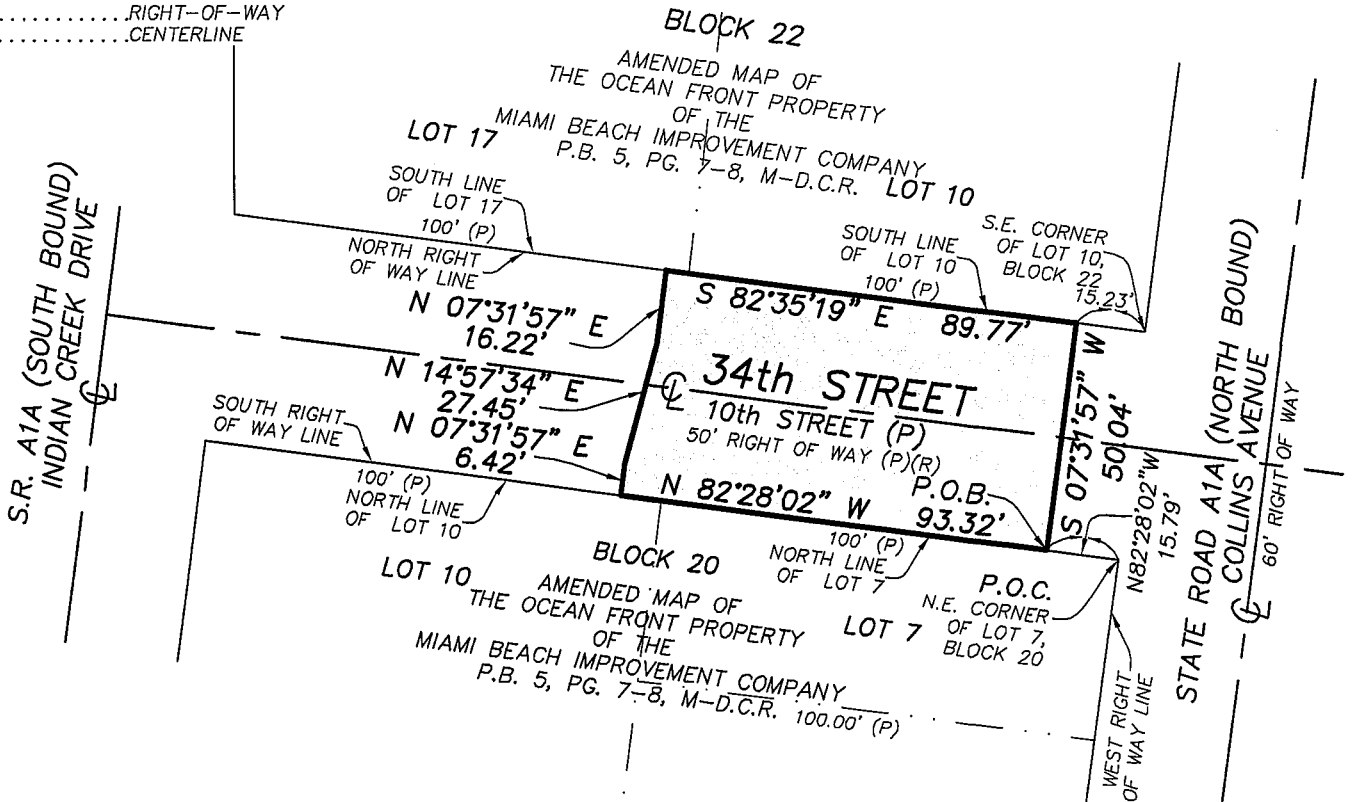 ..............RIGHT-OF-WAY
..............CENTERLINE
BLOCK 22
AMENDED MAP OF
THE OCEAN FRONT PROPERTY
OF THE
MIAMI BEACH IMPROVEMENT COMPANY
P.B. 5, PG. 7-8, M-D.C.R.
LOT 17
LOT 10
SOUTH LINE
OF LOT 17
100' (P)
NORTH RIGHT
OF WAY LINE
SOUTH LINE
OF LOT 10
100' (P)
S.E. CORNER
OF LOT 10,
BLOCK 22
15.23'
S.R. A1A (SOUTH BOUND)
INDIAN CREEK DRIVE
℄
N 07°31'57" E
16.22'
N 14°57'34" E
27.45'
N 07°31'57" E
6.42'
S 82°35'19" E 89.77'
℄ 34th STREET
10th STREET (P)
50' RIGHT OF WAY (P)(R)
P.O.B.
N 82°28'02" W 93.32'
S 07°31'57" W
50.04'
N82°28'02"W
15.79'
STATE ROAD A1A (NORTH BOUND)
COLLINS AVENUE
℄
60' RIGHT OF WAY
SOUTH RIGHT
OF WAY LINE
100' (P)
NORTH LINE
OF LOT 10
100' (P)
NORTH LINE
OF LOT 7
P.O.C.
N.E. CORNER
OF LOT 7,
BLOCK 20
LOT 10
LOT 7
BLOCK 20
AMENDED MAP OF
THE OCEAN FRONT PROPERTY
OF THE
MIAMI BEACH IMPROVEMENT COMPANY
P.B. 5, PG. 7-8, M-D.C.R.
100.00' (P)
WEST RIGHT
OF WAY LINE